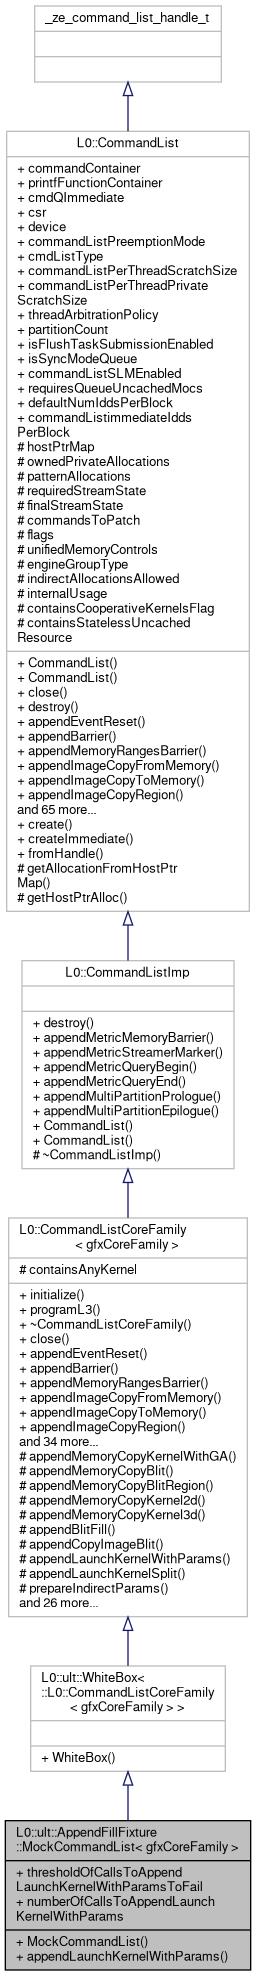 _ze_command_list_handle_t
L0::CommandList
+ commandContainer
+ printfFunctionContainer
+ cmdQImmediate
+ csr
+ device
+ commandListPreemptionMode
+ cmdListType
+ commandListPerThreadScratchSize
+ commandListPerThreadPrivate
ScratchSize
+ threadArbitrationPolicy
+ partitionCount
+ isFlushTaskSubmissionEnabled
+ isSyncModeQueue
+ commandListSLMEnabled
+ requiresQueueUncachedMocs
+ defaultNumIddsPerBlock
+ commandListimmediateIdds
PerBlock
# hostPtrMap
# ownedPrivateAllocations
# patternAllocations
# requiredStreamState
# finalStreamState
# commandsToPatch
# flags
# unifiedMemoryControls
# engineGroupType
# indirectAllocationsAllowed
# internalUsage
# containsCooperativeKernelsFlag
# containsStatelessUncached
Resource
+ CommandList()
+ CommandList()
+ close()
+ destroy()
+ appendEventReset()
+ appendBarrier()
+ appendMemoryRangesBarrier()
+ appendImageCopyFromMemory()
+ appendImageCopyToMemory()
+ appendImageCopyRegion()
and 65 more...
+ create()
+ createImmediate()
+ fromHandle()
# getAllocationFromHostPtr
Map()
# getHostPtrAlloc()
L0::CommandListImp
+ destroy()
+ appendMetricMemoryBarrier()
+ appendMetricStreamerMarker()
+ appendMetricQueryBegin()
+ appendMetricQueryEnd()
+ appendMultiPartitionPrologue()
+ appendMultiPartitionEpilogue()
+ CommandList()
+ CommandList()
# ~CommandListImp()
L0::CommandListCoreFamily
< gfxCoreFamily >
# containsAnyKernel
+ initialize()
+ programL3()
+ ~CommandListCoreFamily()
+ close()
+ appendEventReset()
+ appendBarrier()
+ appendMemoryRangesBarrier()
+ appendImageCopyFromMemory()
+ appendImageCopyToMemory()
+ appendImageCopyRegion()
and 34 more...
# appendMemoryCopyKernelWithGA()
# appendMemoryCopyBlit()
# appendMemoryCopyBlitRegion()
# appendMemoryCopyKernel2d()
# appendMemoryCopyKernel3d()
# appendBlitFill()
# appendCopyImageBlit()
# appendLaunchKernelWithParams()
# appendLaunchKernelSplit()
# prepareIndirectParams()
and 26 more...
L0::ult::WhiteBox<
::L0::CommandListCoreFamily
< gfxCoreFamily > >
+ WhiteBox()
L0::ult::AppendFillFixture
::MockCommandList< gfxCoreFamily >
+ thresholdOfCallsToAppend
LaunchKernelWithParamsToFail
+ numberOfCallsToAppendLaunch
KernelWithParams
+ MockCommandList()
+ appendLaunchKernelWithParams()